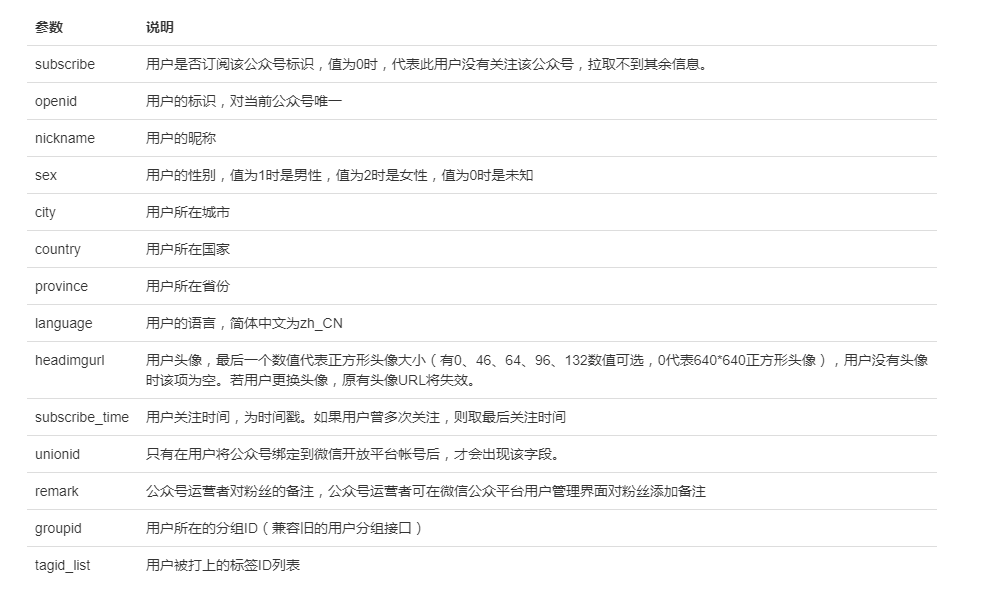 参数 说明
subscribe 用户是否订阅该公众号标识，值为0时，代表此用户没有关注该公众号，拉取不到其余信息。
openid 用户的标识，对当前公众号唯一
nickname 用户的昵称
sex 用户的性别，值为1时是男性，值为2时是女性，值为0时是未知
city 用户所在城市
country 用户所在国家
province 用户所在省份
language 用户的语言，简体中文为zh_CN
headimgurl 用户头像，最后一个数值代表正方形头像大小（有0、46、64、96、132数值可选，0代表640*640正方形头像），用户没有头像
时该项为空。若用户更换头像，原有头像URL将失效。
subscribe_time 用户关注时间，为时间戳。如果用户曾多次关注，则取最后关注时间
unionid 只有在用户将公众号绑定到微信开放平台帐号后，才会出现该字段。
remark 公众号运营者对粉丝的备注，公众号运营者可在微信公众平台用户管理界面对粉丝添加备注
groupid 用户所在的分组ID（兼容旧的用户分组接口）
tagid_list 用户被打上的标签ID列表